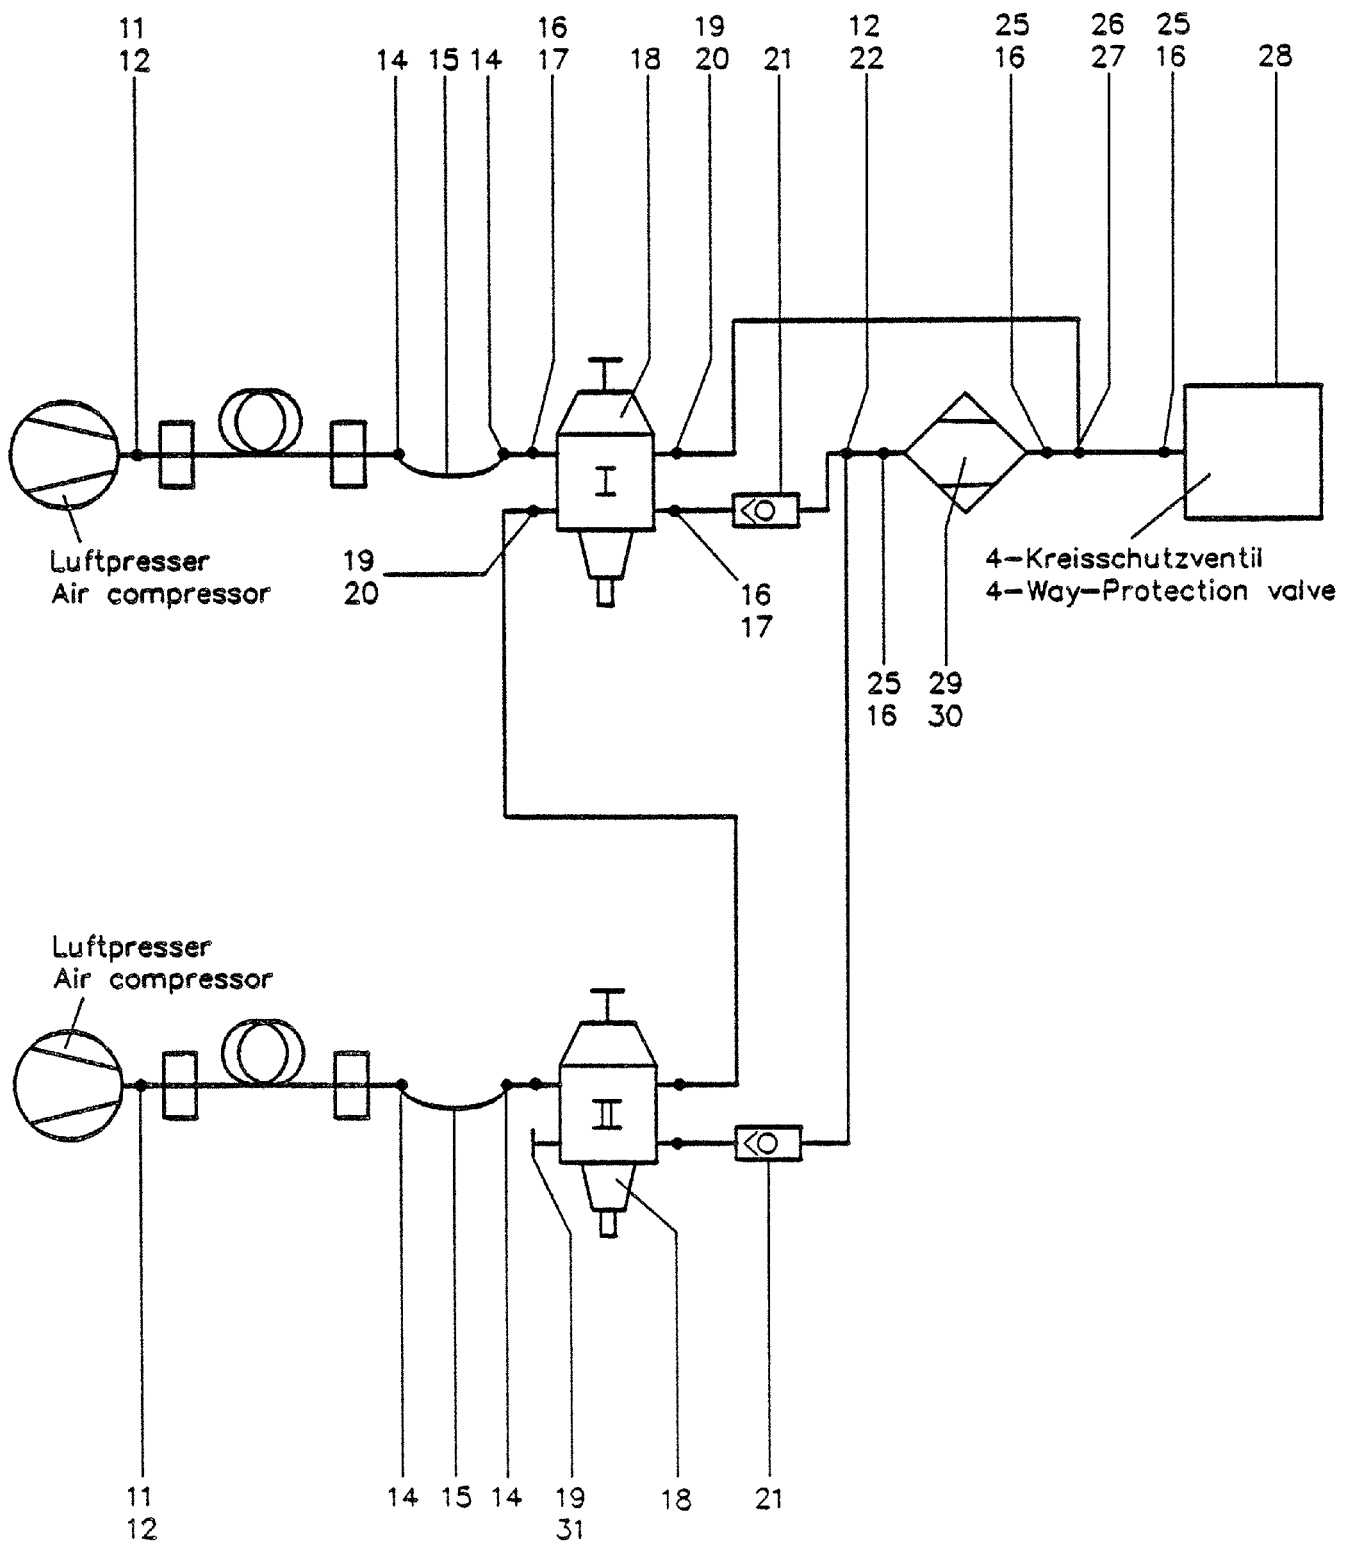 11 16 19 12 25 26 25
12 14 15 14 17 18 20 21 22 16 27 16 28
I
Luftpresser
Air compressor
19
20
16
17
4-Kreisschutzventil
4-Way-Protection valve
25 29
16 30
Luftpresser
Air compressor
II
11 14 15 14 19 18 21
12 31